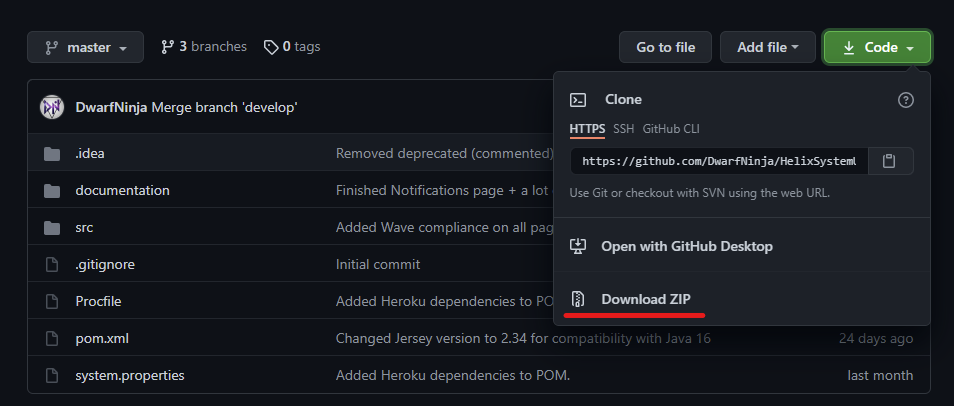 master 3 branches 0 tags Go to file Add file Code
DwarfNinja Merge branch 'develop'
Clone
HTTPS SSH GitHub CLI
https://github.com/DwarfNinja/HelixSystem
Use Git or checkout with SVN using the web URL.
Open with GitHub Desktop
Download ZIP
.idea Removed deprecated (commented)
documentation Finished Notifications page + a lot
src Added Wave compliance on all pag
.gitignore Initial commit
Procfile Added Heroku dependencies to POM.
pom.xml Changed Jersey version to 2.34 for compatibility with Java 16 24 days ago
system.properties Added Heroku dependencies to POM. last month